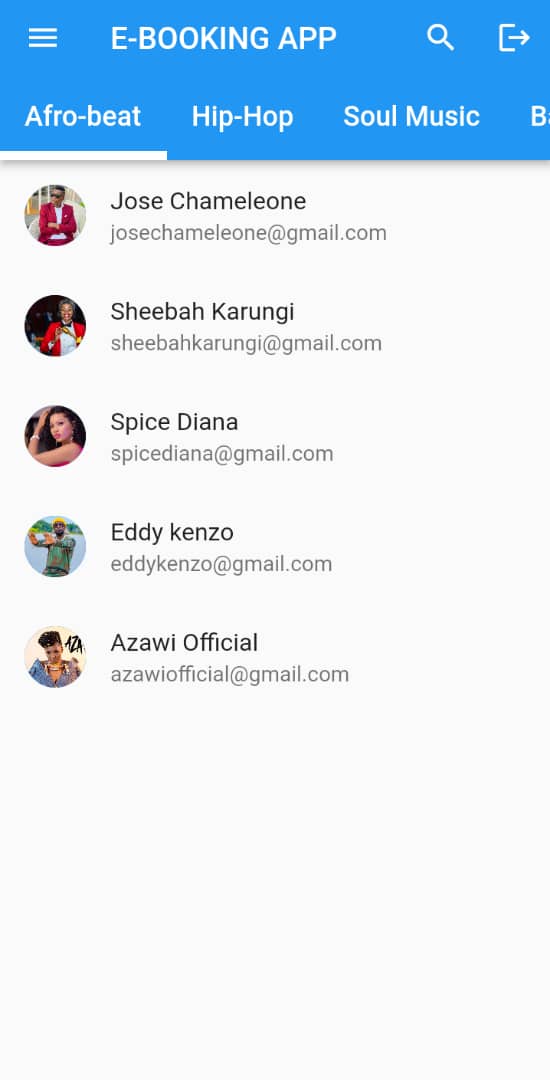 E-BOOKING APP
Afro-beat Hip-Hop Soul Music Ba
Jose Chameleone
josechameleone@gmail.com
Sheebah Karungi
sheebahkarungi@gmail.com
Spice Diana
spicediana@gmail.com
Eddy kenzo
eddykenzo@gmail.com
AZA
Azawi Official
azawiofficial@gmail.com